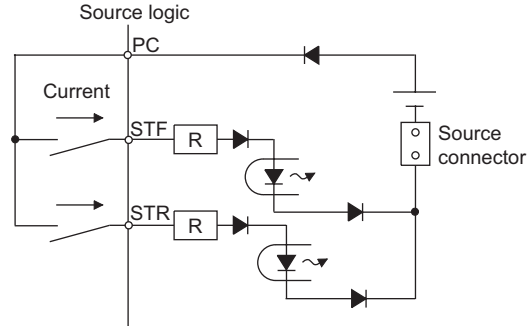 Source logic
PC
Current
STF
R
Source
connector
STR
R